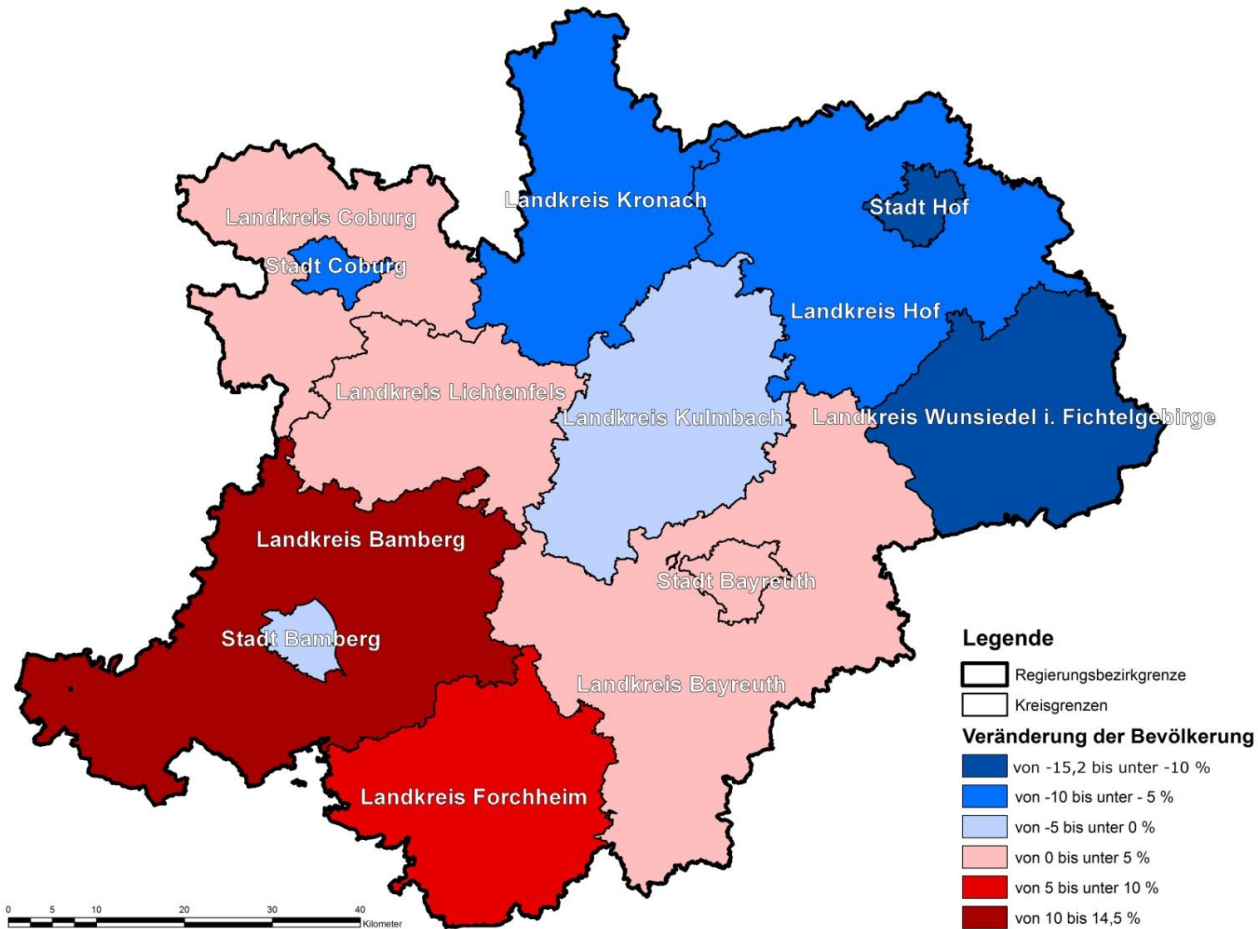 Landkreis Kronach
Stadt Hof
Landkreis Coburg
Stadt Coburg
Landkreis Hof
Landkreis Lichtenfels
Landkreis Kulmbach
Landkreis Wunsiedel i. Fichtelgebirge
Landkreis Bamberg
Stadt Bayreuth
Stadt Bamberg
Landkreis Bayreuth
Landkreis Forchheim
Legende
Regierungsbezirkgrenze
Kreisgrenzen
Veränderung der Bevölkerung
von -15,2 bis unter -10 %
von -10 bis unter - 5 %
von -5 bis unter 0 %
von 0 bis unter 5 %
von 5 bis unter 10 %
von 10 bis 14,5 %
0 5 10 20 30 40
Kilometer